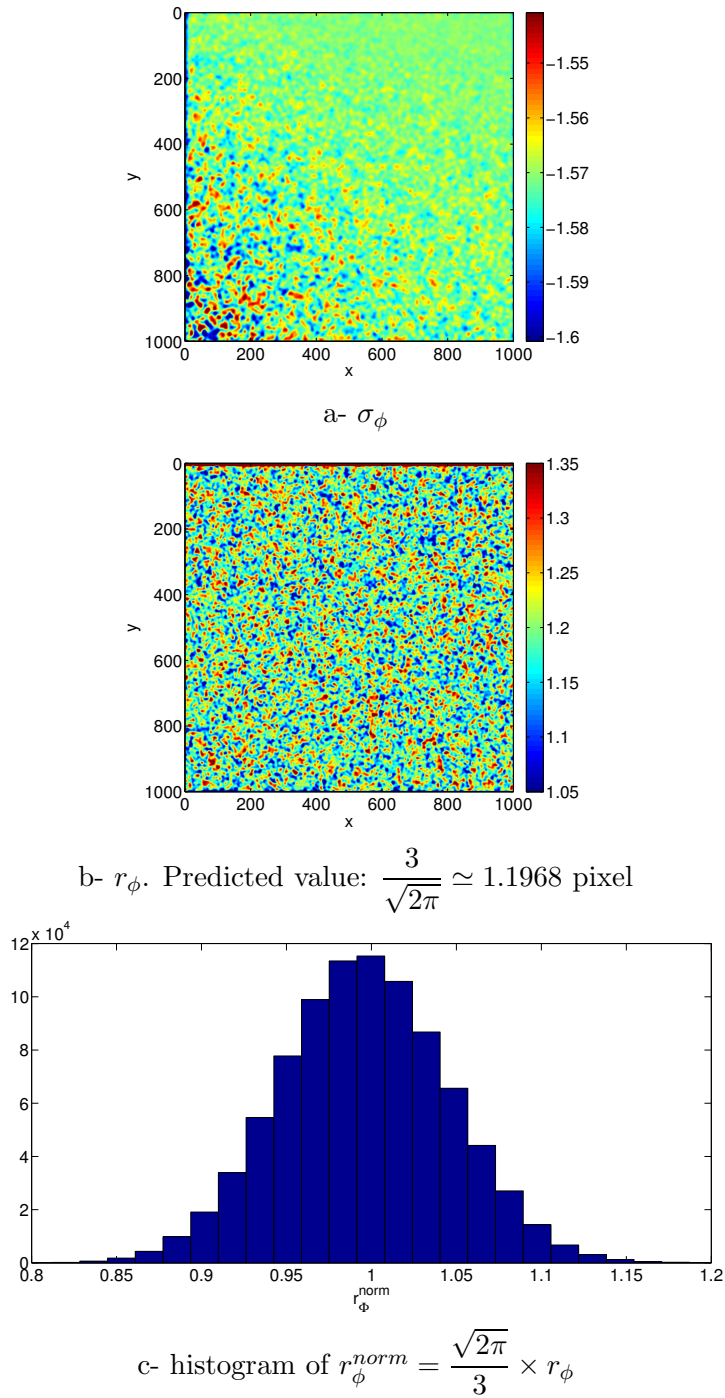 0
200
400
600
800
1000
y
0 200 400 600 800 1000
x
−1.55
−1.56
−1.57
−1.58
−1.59
−1.6
a- σ_ϕ
0
200
400
600
800
1000
y
0 200 400 600 800 1000
x
1.35
1.3
1.25
1.2
1.15
1.1
1.05
b- r_ϕ. Predicted value: 3/√(2π) ≃ 1.1968 pixel
12 x 10^4
10
8
6
4
2
0
0.8 0.85 0.9 0.95 1 1.05 1.1 1.15 1.2
r_Φ^norm
c- histogram of r_ϕ^norm = √(2π)/3 × r_ϕ